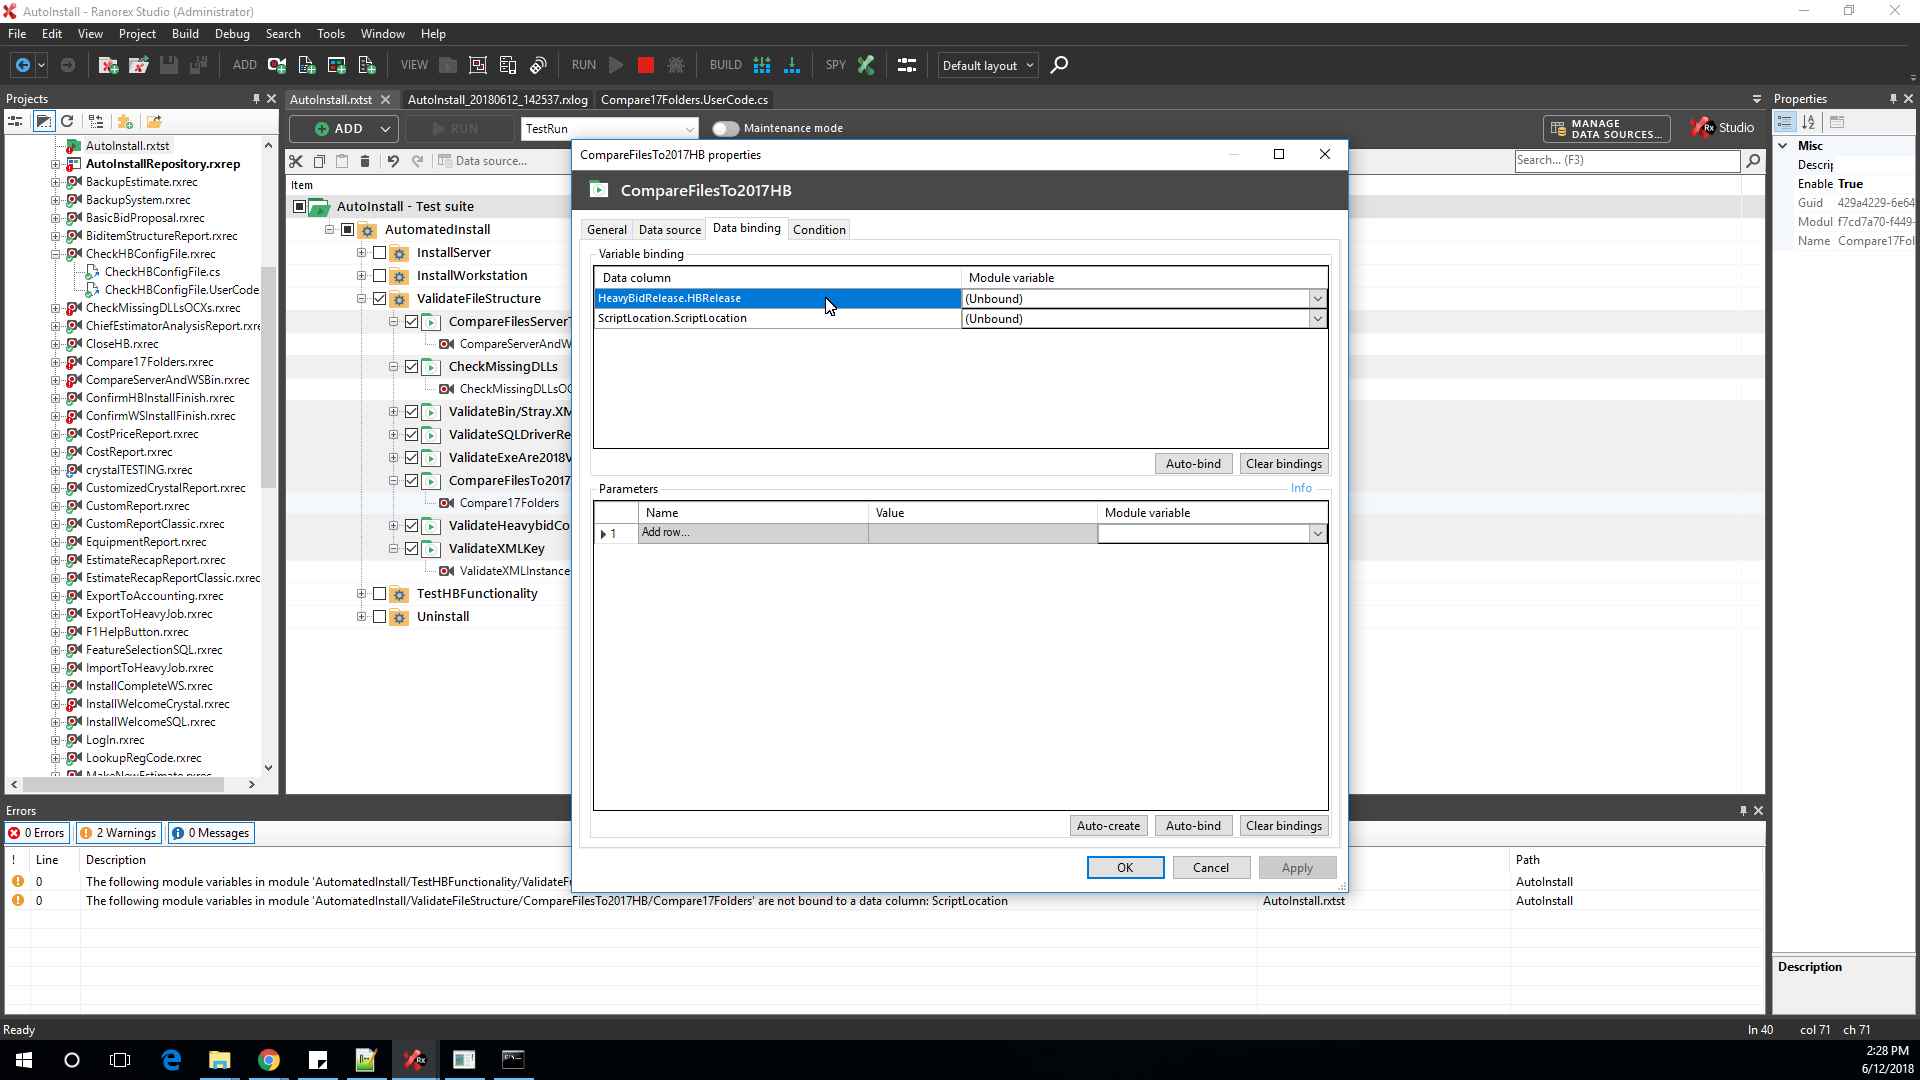 AutoInstall - Ranorex Studio (Administrator)
File Edit View Project Build Debug Search Tools Window Help
ADD VIEW RUN BUILD SPY Default layout
Projects
AutoInstall.rxtst
AutoInstallRepository.rxrep
BackupEstimate.rxrec
BackupSystem.rxrec
BasicBidProposal.rxrec
BiditemStructureReport.rxrec
CheckHBConfigFile.rxrec
CheckHBConfigFile.cs
CheckHBConfigFile.UserCode
CheckMissingDLLsOCXs.rxrec
ChiefEstimatorAnalysisReport.rxre
CloseHB.rxrec
Compare17Folders.rxrec
CompareServerAndWSBin.rxrec
ConfirmHBInstallFinish.rxrec
ConfirmWSInstallFinish.rxrec
CostPriceReport.rxrec
CostReport.rxrec
crystalTESTING.rxrec
CustomizedCrystalReport.rxrec
CustomReport.rxrec
CustomReportClassic.rxrec
EquipmentReport.rxrec
EstimateRecapReport.rxrec
EstimateRecapReportClassic.rxrec
ExportToAccounting.rxrec
ExportToHeavyJob.rxrec
F1HelpButton.rxrec
FeatureSelectionSQL.rxrec
ImportToHeavyJob.rxrec
InstallCompleteWS.rxrec
InstallWelcomeCrystal.rxrec
InstallWelcomeSQL.rxrec
LogIn.rxrec
LookupRegCode.rxrec
MakeNewEstimate.rxrec
AutoInstall.rxtst AutoInstall_20180612_142537.rxlog Compare17Folders.UserCode.cs
ADD RUN TestRun Maintenance mode
MANAGE
DATA SOURCES...
Studio
Data source...
Search... (F3)
Item
AutoInstall - Test suite
AutomatedInstall
InstallServer
InstallWorkstation
ValidateFileStructure
CompareFilesServerT
CompareServerAndW
CheckMissingDLLs
CheckMissingDLLsOC
ValidateBin/Stray.XM
ValidateSQLDriverRe
ValidateExeAre2018V
CompareFilesTo2017
Compare17Folders
ValidateHeavybidCo
ValidateXMLKey
ValidateXMLInstance
TestHBFunctionality
Uninstall
CompareFilesTo2017HB properties
CompareFilesTo2017HB
General Data source Data binding Condition
Variable binding
Data column Module variable
HeavyBidRelease.HBRelease (Unbound)
ScriptLocation.ScriptLocation (Unbound)
Auto-bind Clear bindings
Parameters Info
Name Value Module variable
1 Add row...
Auto-create Auto-bind Clear bindings
OK Cancel Apply
Properties
Misc
Descrip
Enable True
Guid 429a4229-6e64
Modul f7cd7a70-f449-
Name Compare17Fol
Description
Errors
0 Errors 2 Warnings 0 Messages
! Line Description Path
0 The following module variables in module 'AutomatedInstall/TestHBFunctionality/ValidateF AutoInstall
0 The following module variables in module 'AutomatedInstall/ValidateFileStructure/CompareFilesTo2017HB/Compare17Folders' are not bound to a data column: ScriptLocation AutoInstall.rxtst AutoInstall
Ready ln 40 col 71 ch 71
2:28 PM
6/12/2018